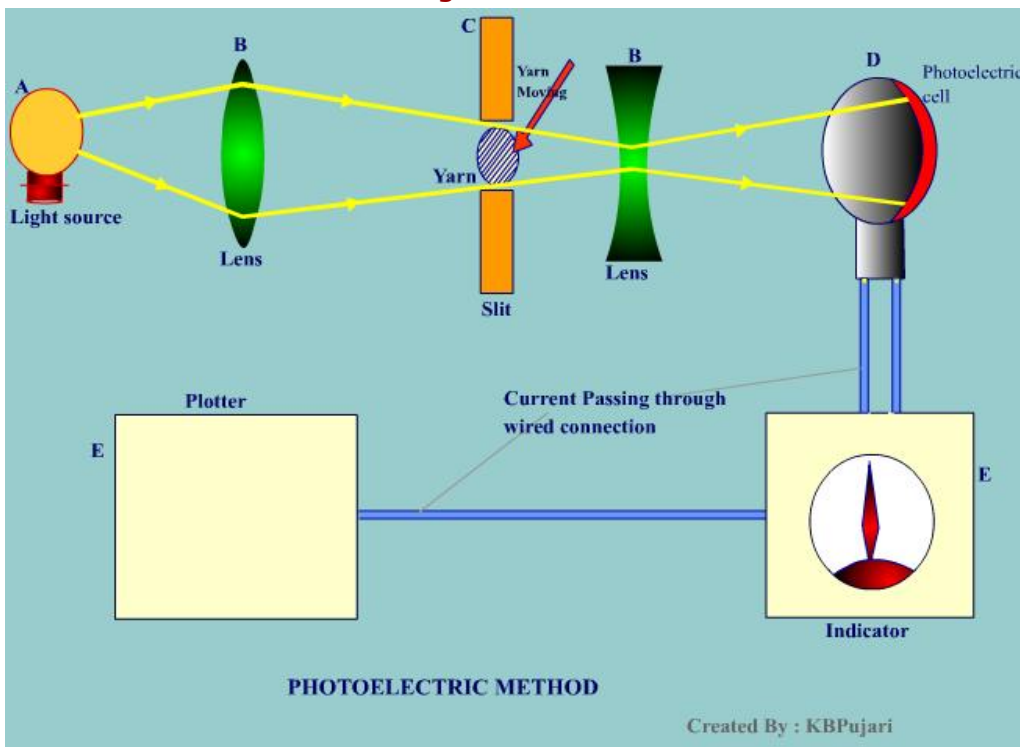 C
B
Yarn
Moving
B
D
Photoelectric
cell
A
Yarn
Light source
Lens
Lens
Slit
Plotter
Current Passing through
wired connection
E
E
Indicator
PHOTOELECTRIC METHOD
Created By : KBPujari